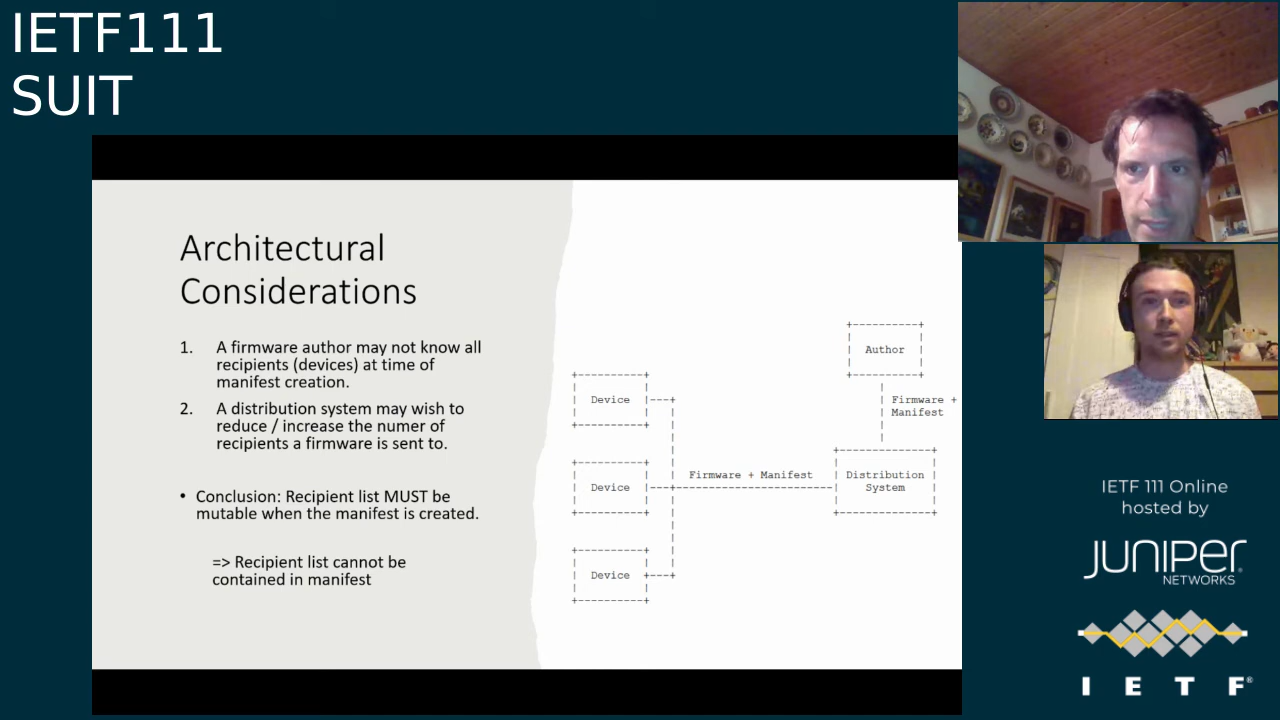 IETF111
SUIT
Architectural
Considerations
1. A firmware author may not know all
recipients (devices) at time of
manifest creation.
2. A distribution system may wish to
reduce / increase the numer of
recipients a firmware is sent to.
• Conclusion: Recipient list MUST be
mutable when the manifest is created.
=> Recipient list cannot be
contained in manifest
Author
Device
Firmware +
Manifest
Firmware + Manifest
Distribution
System
Device
Device
IETF 111 Online
hosted by
JUNIPER
NETWORKS
I E T F®